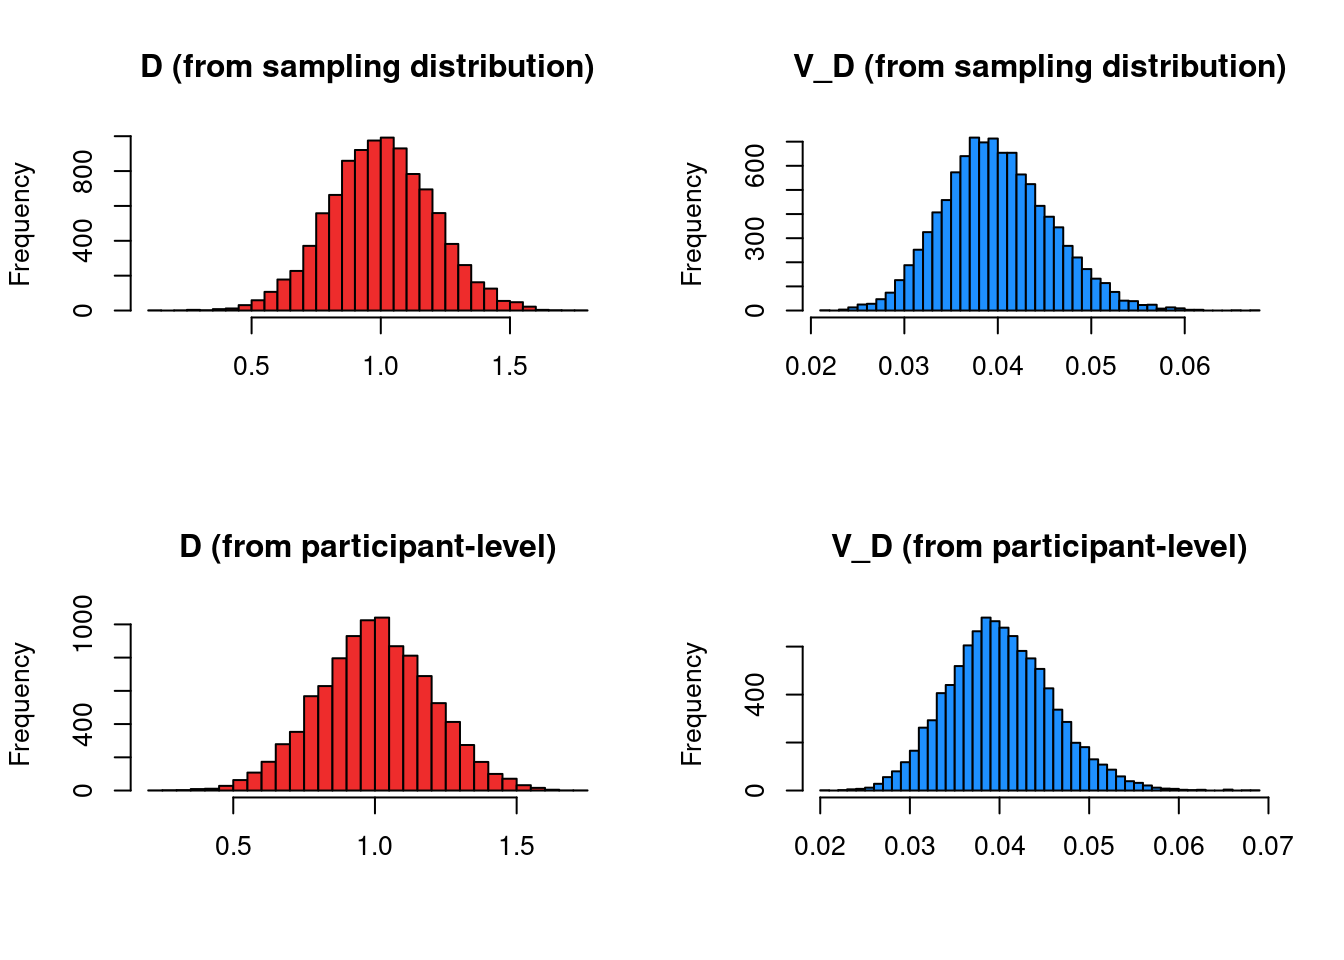 D (from sampling distribution)
Frequency
0
400
800
0.5 1.0 1.5
V_D (from sampling distribution)
Frequency
0
300
600
0.02 0.03 0.04 0.05 0.06
D (from participant-level)
Frequency
0
400
1000
0.5 1.0 1.5
V_D (from participant-level)
Frequency
0
400
0.02 0.03 0.04 0.05 0.06 0.07